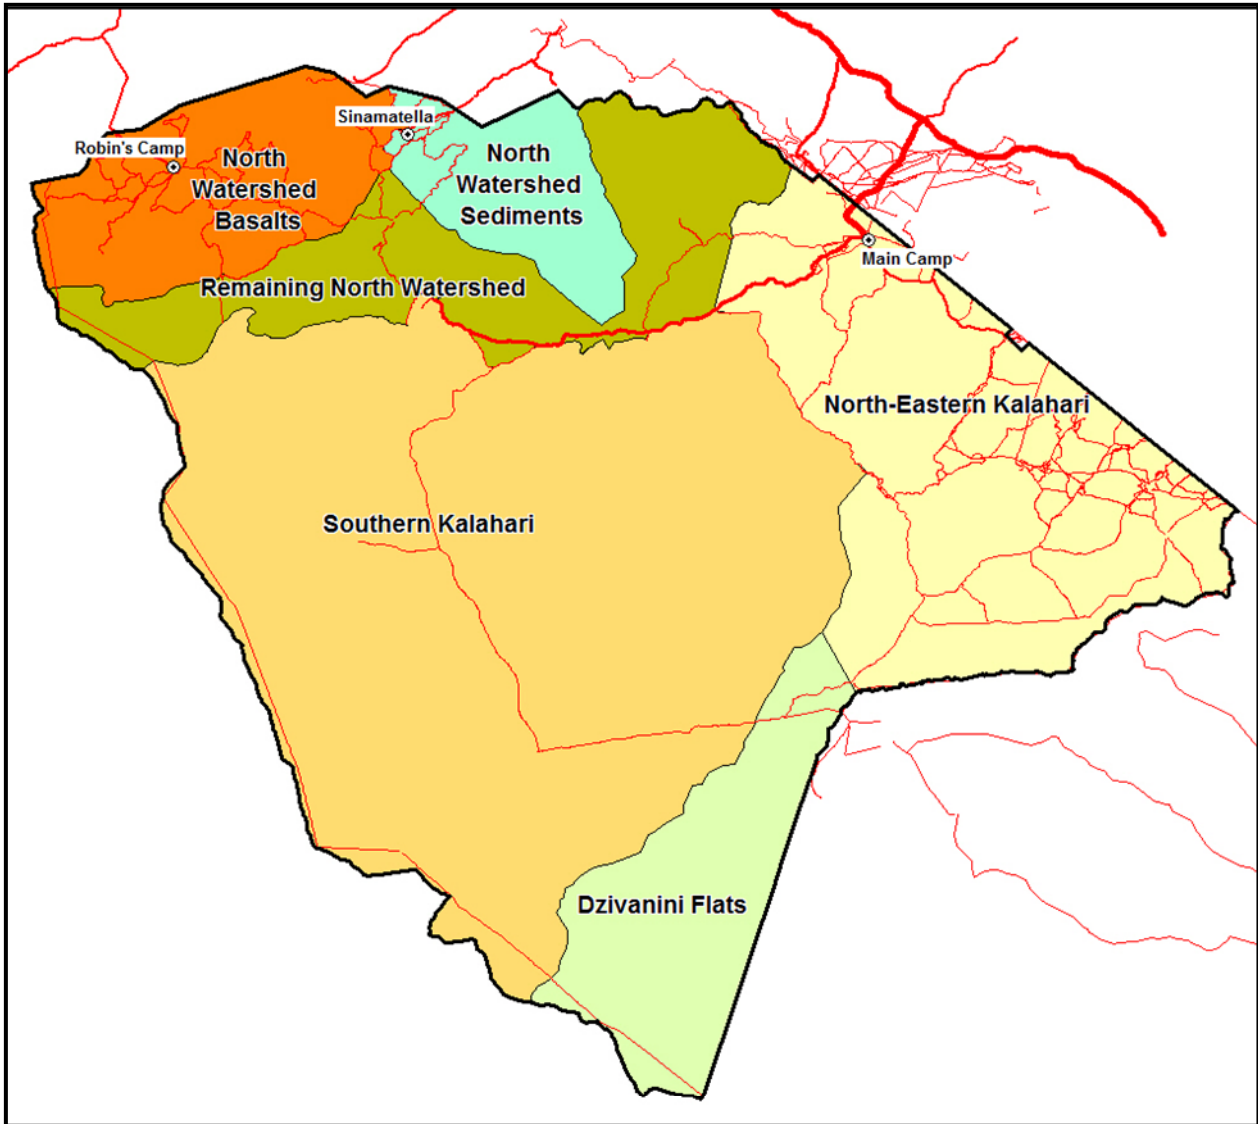 Sinamatella
Robin's Camp
North
Watershed
Basalts
North
Watershed
Sediments
Main Camp
Remaining North Watershed
North-Eastern Kalahari
Southern Kalahari
Dzivanini Flats